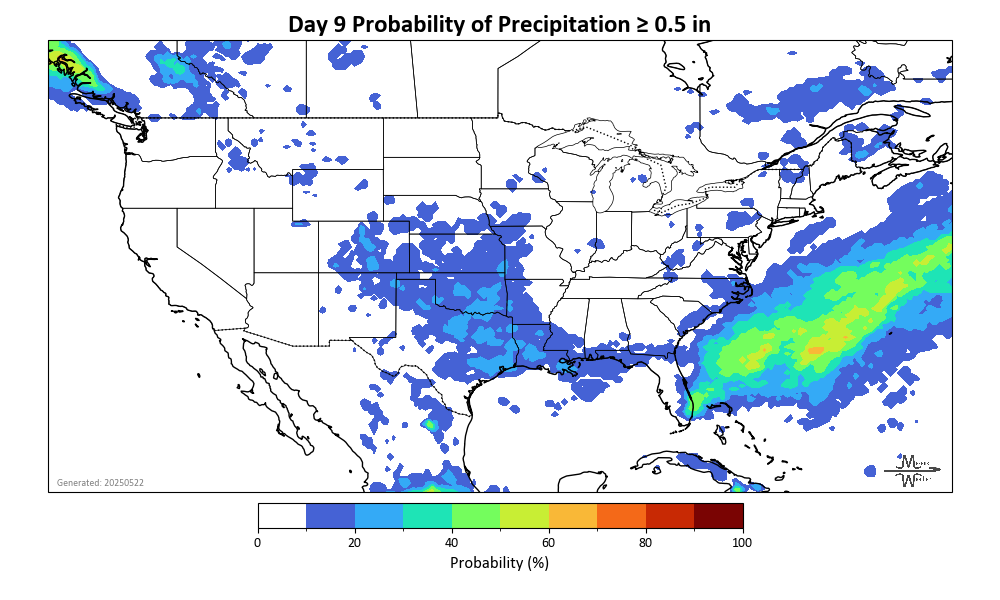 Day 9 Probability of Precipitation ≥ 0.5 in
Generated: 20250522
0 20 40 60 80 100
Probability (%)